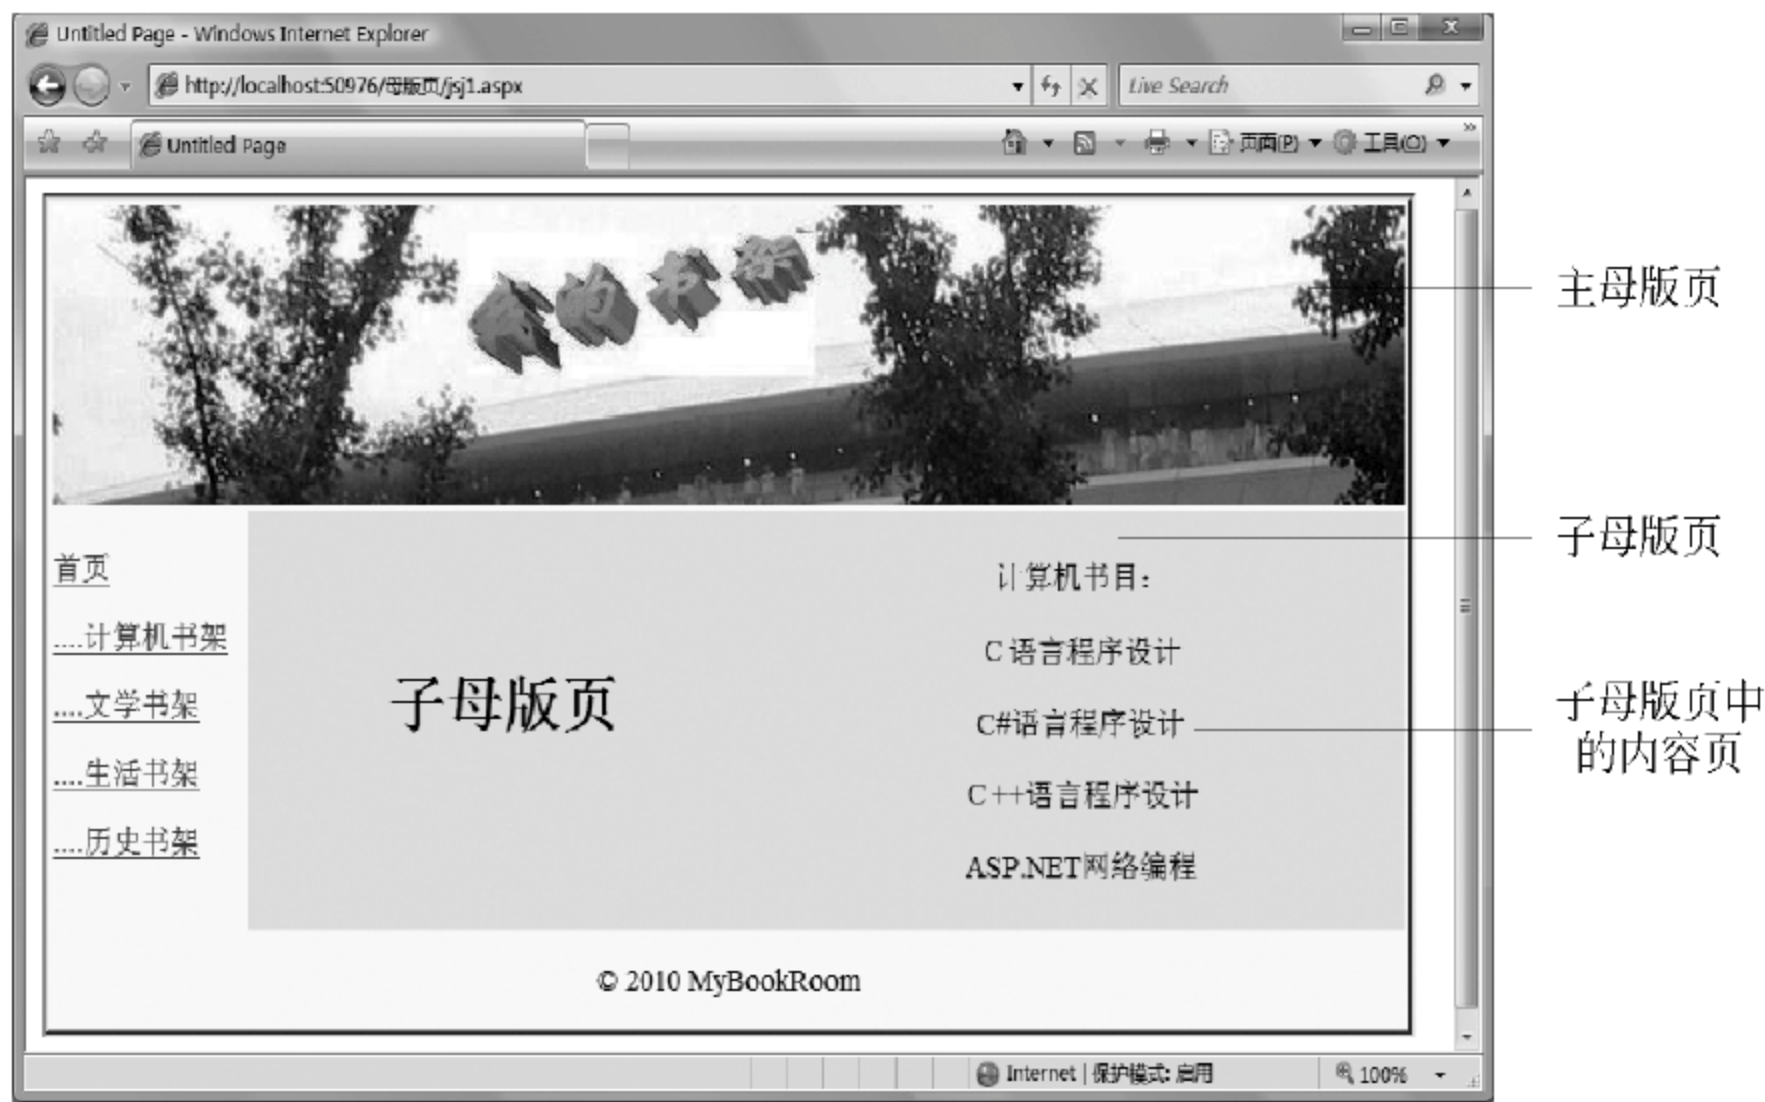 Untitled Page - Windows Internet Explorer
http://localhost:50976/母版页/jsj1.aspx
Live Search
Untitled Page
页面(P)
工具(O)
我的书架
主母版页
首页
....计算机书架
....文学书架
....生活书架
....历史书架
子母版页
计算机书目：
C 语言程序设计
C#语言程序设计
C++语言程序设计
ASP.NET网络编程
子母版页
子母版页中
的内容页
© 2010 MyBookRoom
Internet | 保护模式: 启用
100%